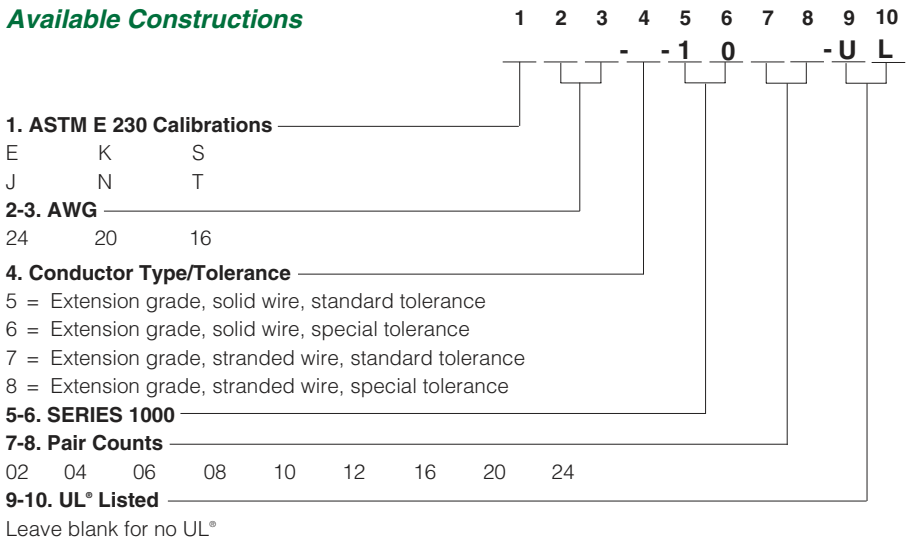 Available Constructions
1 2 3 4 5 6 7 8 9 10
- - 1 0 - U L
1. ASTM E 230 Calibrations
E K S
J N T
2-3. AWG
24 20 16
4. Conductor Type/Tolerance
5 = Extension grade, solid wire, standard tolerance
6 = Extension grade, solid wire, special tolerance
7 = Extension grade, stranded wire, standard tolerance
8 = Extension grade, stranded wire, special tolerance
5-6. SERIES 1000
7-8. Pair Counts
02 04 06 08 10 12 16 20 24
9-10. UL® Listed
Leave blank for no UL®